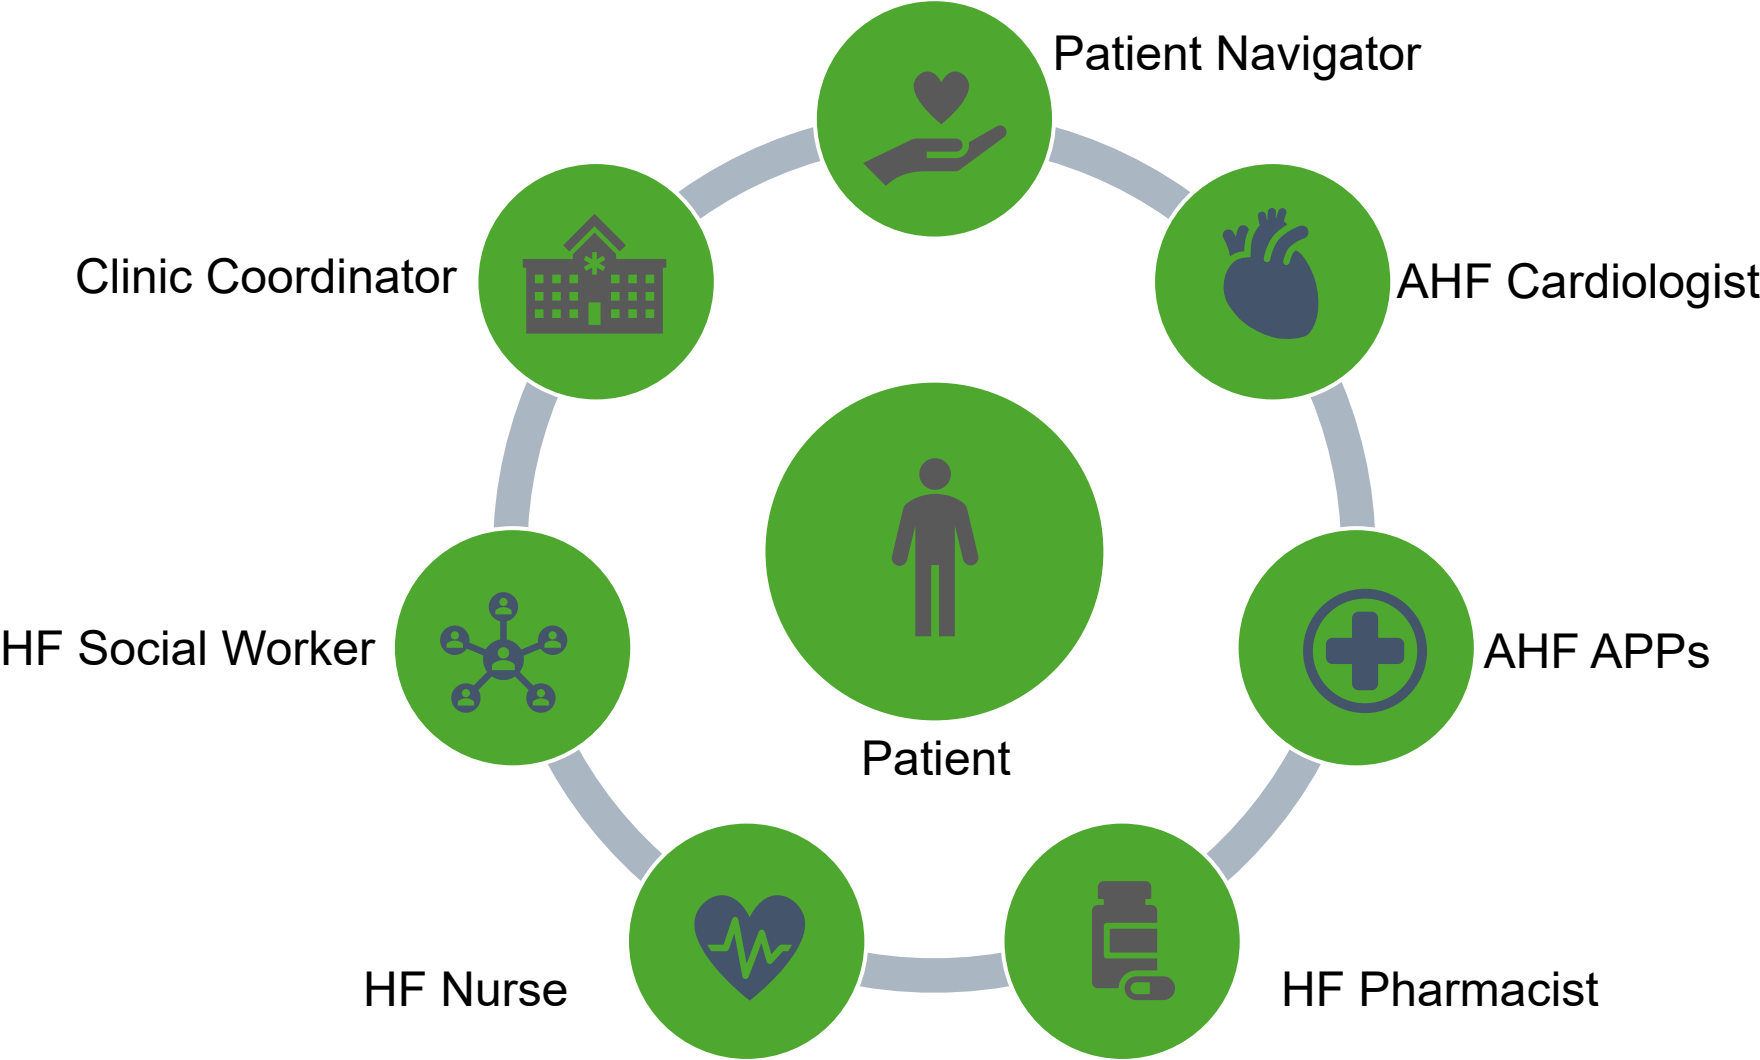 Patient Navigator
Clinic Coordinator
AHF Cardiologist
HF Social Worker
AHF APPs
Patient
HF Nurse
HF Pharmacist